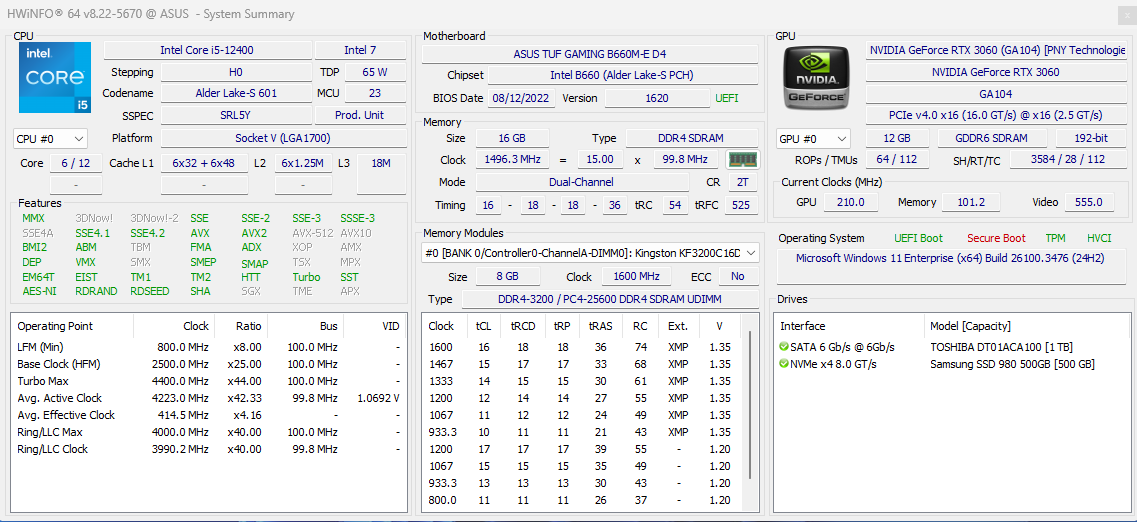 HWiNFO® 64 v8.22-5670 @ ASUS - System Summary
x
CPU
intel.
CORE
i5
Intel Core i5-12400 Intel 7
Stepping H0 TDP 65 W
Codename Alder Lake-S 601 MCU 23
SSPEC SRL5Y Prod. Unit
CPU #0 Platform Socket V (LGA1700)
Core 6 / 12 Cache L1 6x32 + 6x48 L2 6x1.25M L3 18M
- - - -
Features
MMX 3DNow! 3DNow!-2 SSE SSE-2 SSE-3 SSSE-3
SSE4A SSE4.1 SSE4.2 AVX AVX2 AVX-512 AVX10
BMI2 ABM TBM FMA ADX XOP AMX
DEP VMX SMX SMEP SMAP TSX MPX
EM64T EIST TM1 TM2 HTT Turbo SST
AES-NI RDRAND RDSEED SHA SGX TME APX
Operating Point Clock Ratio Bus VID
LFM (Min) 800.0 MHz x8.00 100.0 MHz -
Base Clock (HFM) 2500.0 MHz x25.00 100.0 MHz -
Turbo Max 4400.0 MHz x44.00 100.0 MHz -
Avg. Active Clock 4223.0 MHz x42.33 99.8 MHz 1.0692 V
Avg. Effective Clock 414.5 MHz x4.16 - -
Ring/LLC Max 4000.0 MHz x40.00 100.0 MHz -
Ring/LLC Clock 3990.2 MHz x40.00 99.8 MHz -
Motherboard
ASUS TUF GAMING B660M-E D4
Chipset Intel B660 (Alder Lake-S PCH)
BIOS Date 08/12/2022 Version 1620 UEFI
Memory
Size 16 GB Type DDR4 SDRAM
Clock 1496.3 MHz = 15.00 x 99.8 MHz
Mode Dual-Channel CR 2T
Timing 16 - 18 - 18 - 36 tRC 54 tRFC 525
Memory Modules
#0 [BANK 0/Controller0-ChannelA-DIMM0]: Kingston KF3200C16D
Size 8 GB Clock 1600 MHz ECC No
Type DDR4-3200 / PC4-25600 DDR4 SDRAM UDIMM
Clock tCL tRCD tRP tRAS RC Ext. V
1600 16 18 18 36 74 XMP 1.35
1467 15 17 17 33 68 XMP 1.35
1333 14 15 15 30 61 XMP 1.35
1200 12 14 14 27 55 XMP 1.35
1067 11 12 12 24 49 XMP 1.35
933.3 10 11 11 21 43 XMP 1.35
1200 17 17 17 39 55 - 1.20
1067 15 15 15 35 49 - 1.20
933.3 13 13 13 30 43 - 1.20
800.0 11 11 11 26 37 - 1.20
GPU
NVIDIA GeForce RTX 3060 (GA104) [PNY Technologie
NVIDIA GeForce RTX 3060
GA104
PCIe v4.0 x16 (16.0 GT/s) @ x16 (2.5 GT/s)
NVIDIA.
GEFORCE
GPU #0 12 GB GDDR6 SDRAM 192-bit
ROPs / TMUs 64 / 112 SH/RT/TC 3584 / 28 / 112
Current Clocks (MHz)
GPU 210.0 Memory 101.2 Video 555.0
Operating System UEFI Boot Secure Boot TPM HVCI
Microsoft Windows 11 Enterprise (x64) Build 26100.3476 (24H2)
Drives
Interface Model [Capacity]
SATA 6 Gb/s @ 6Gb/s TOSHIBA DT01ACA100 [1 TB]
NVMe x4 8.0 GT/s Samsung SSD 980 500GB [500 GB]